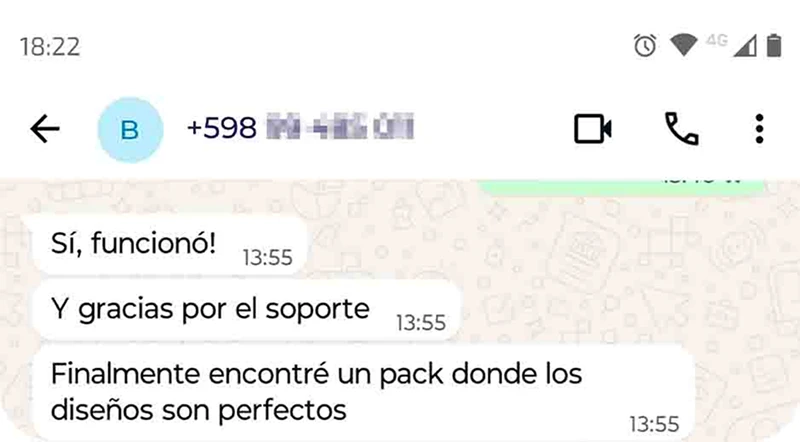 18:22
4G
B
+598
Sí, funcionó!
13:55
Y gracias por el soporte
13:55
Finalmente encontré un pack donde los
diseños son perfectos
13:55